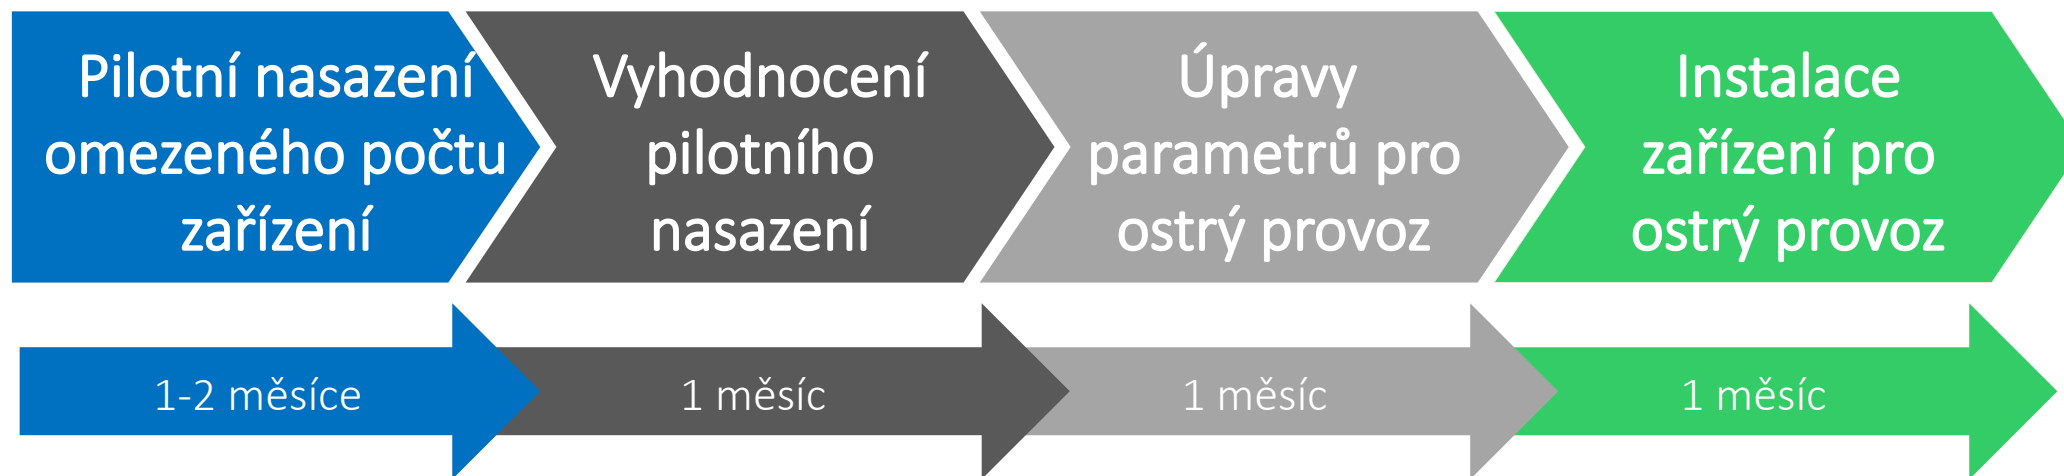 Pilotní nasazení
omezeného počtu
zařízení
Vyhodnocení
pilotního
nasazení
Úpravy
parametrů pro
ostrý provoz
Instalace
zařízení pro
ostrý provoz
1-2 měsíce
1 měsíc
1 měsíc
1 měsíc